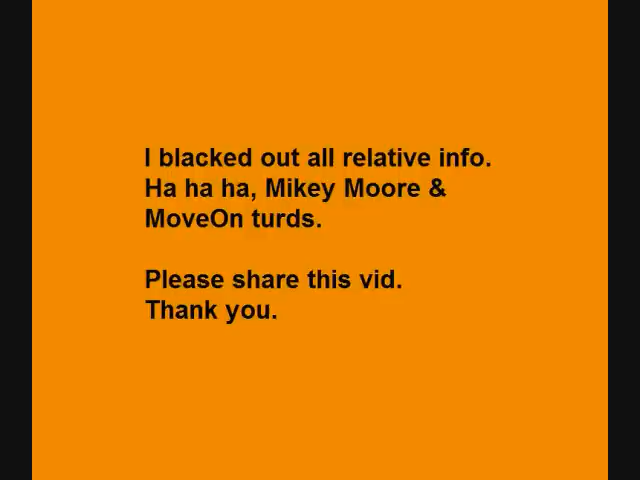 I blacked out all relative info.
Ha ha ha, Mikey Moore &
MoveOn turds.
Please share this vid.
Thank you.